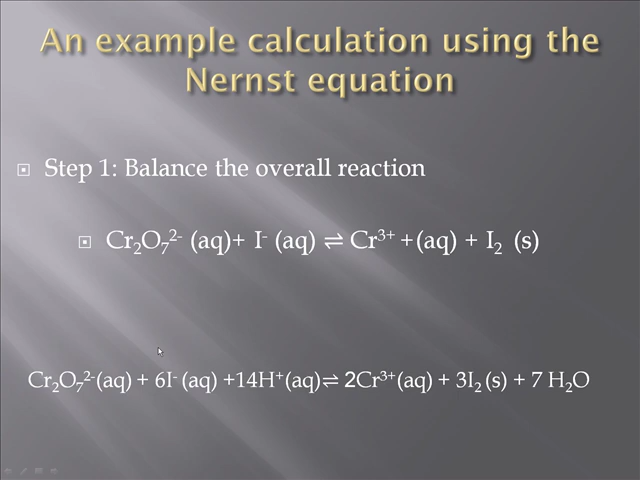 An example calculation using the
Nernst equation
Step 1: Balance the overall reaction
Cr₂O₇²⁻ (aq)+ I⁻ (aq) ⇌ Cr³⁺ +(aq) + I₂ (s)
Cr₂O₇²⁻(aq) + 6I⁻ (aq) +14H⁺(aq)⇌ 2Cr³⁺(aq) + 3I₂ (s) + 7 H₂O